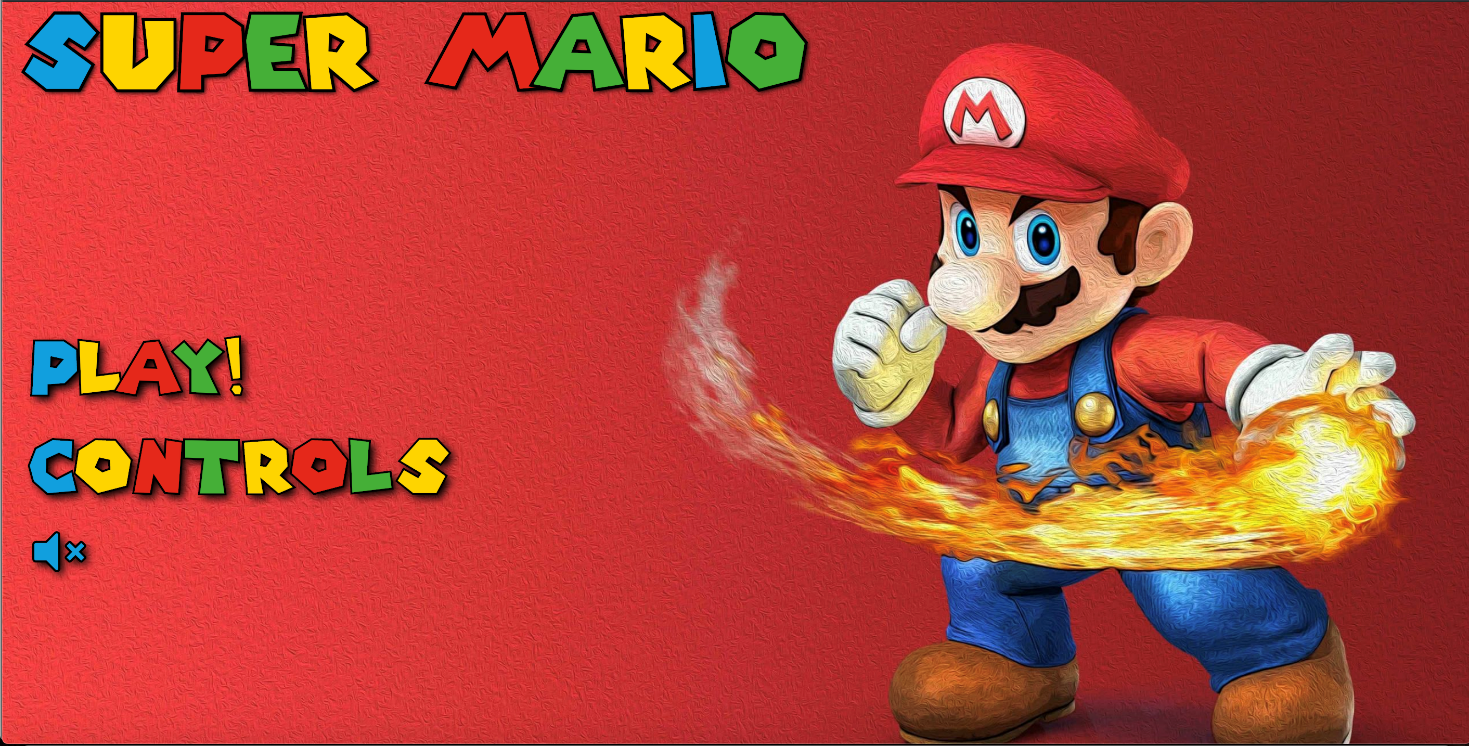 SUPER MARIO
M
PLAY!
CONTROLS